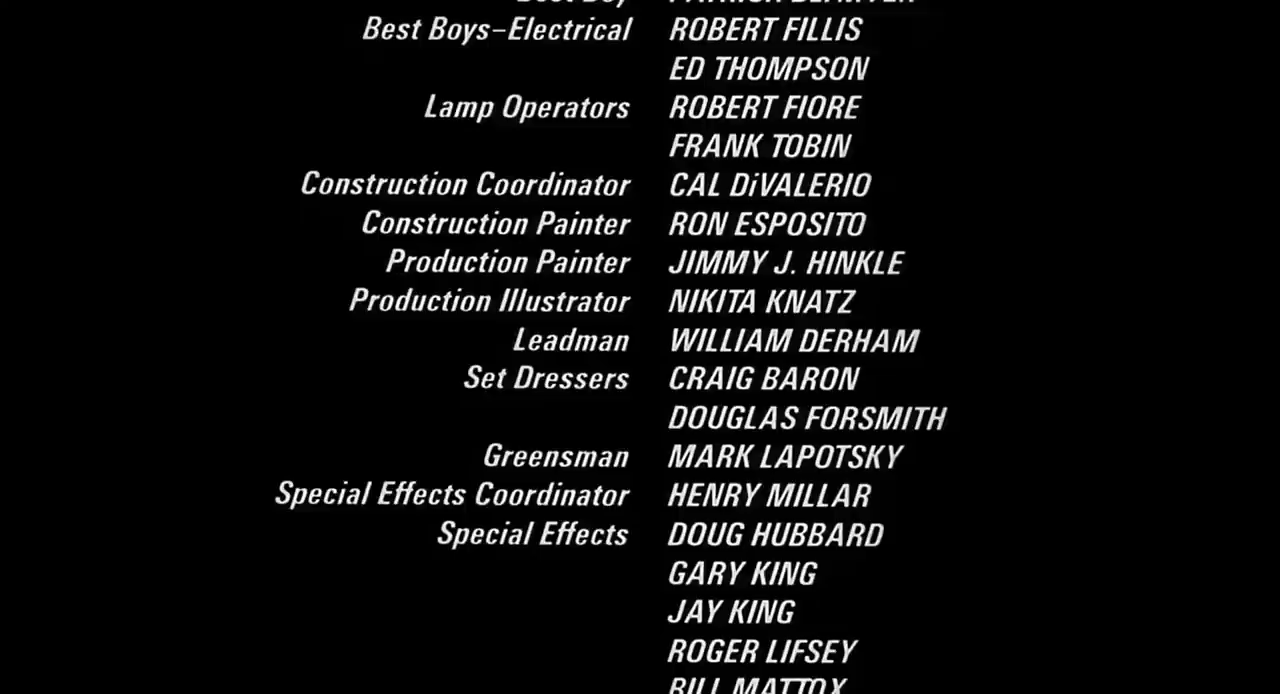 Best Boys–Electrical ROBERT FILLIS
ED THOMPSON
Lamp Operators ROBERT FIORE
FRANK TOBIN
Construction Coordinator CAL DiVALERIO
Construction Painter RON ESPOSITO
Production Painter JIMMY J. HINKLE
Production Illustrator NIKITA KNATZ
Leadman WILLIAM DERHAM
Set Dressers CRAIG BARON
DOUGLAS FORSMITH
Greensman MARK LAPOTSKY
Special Effects Coordinator HENRY MILLAR
Special Effects DOUG HUBBARD
GARY KING
JAY KING
ROGER LIFSEY
BILL MATTOX